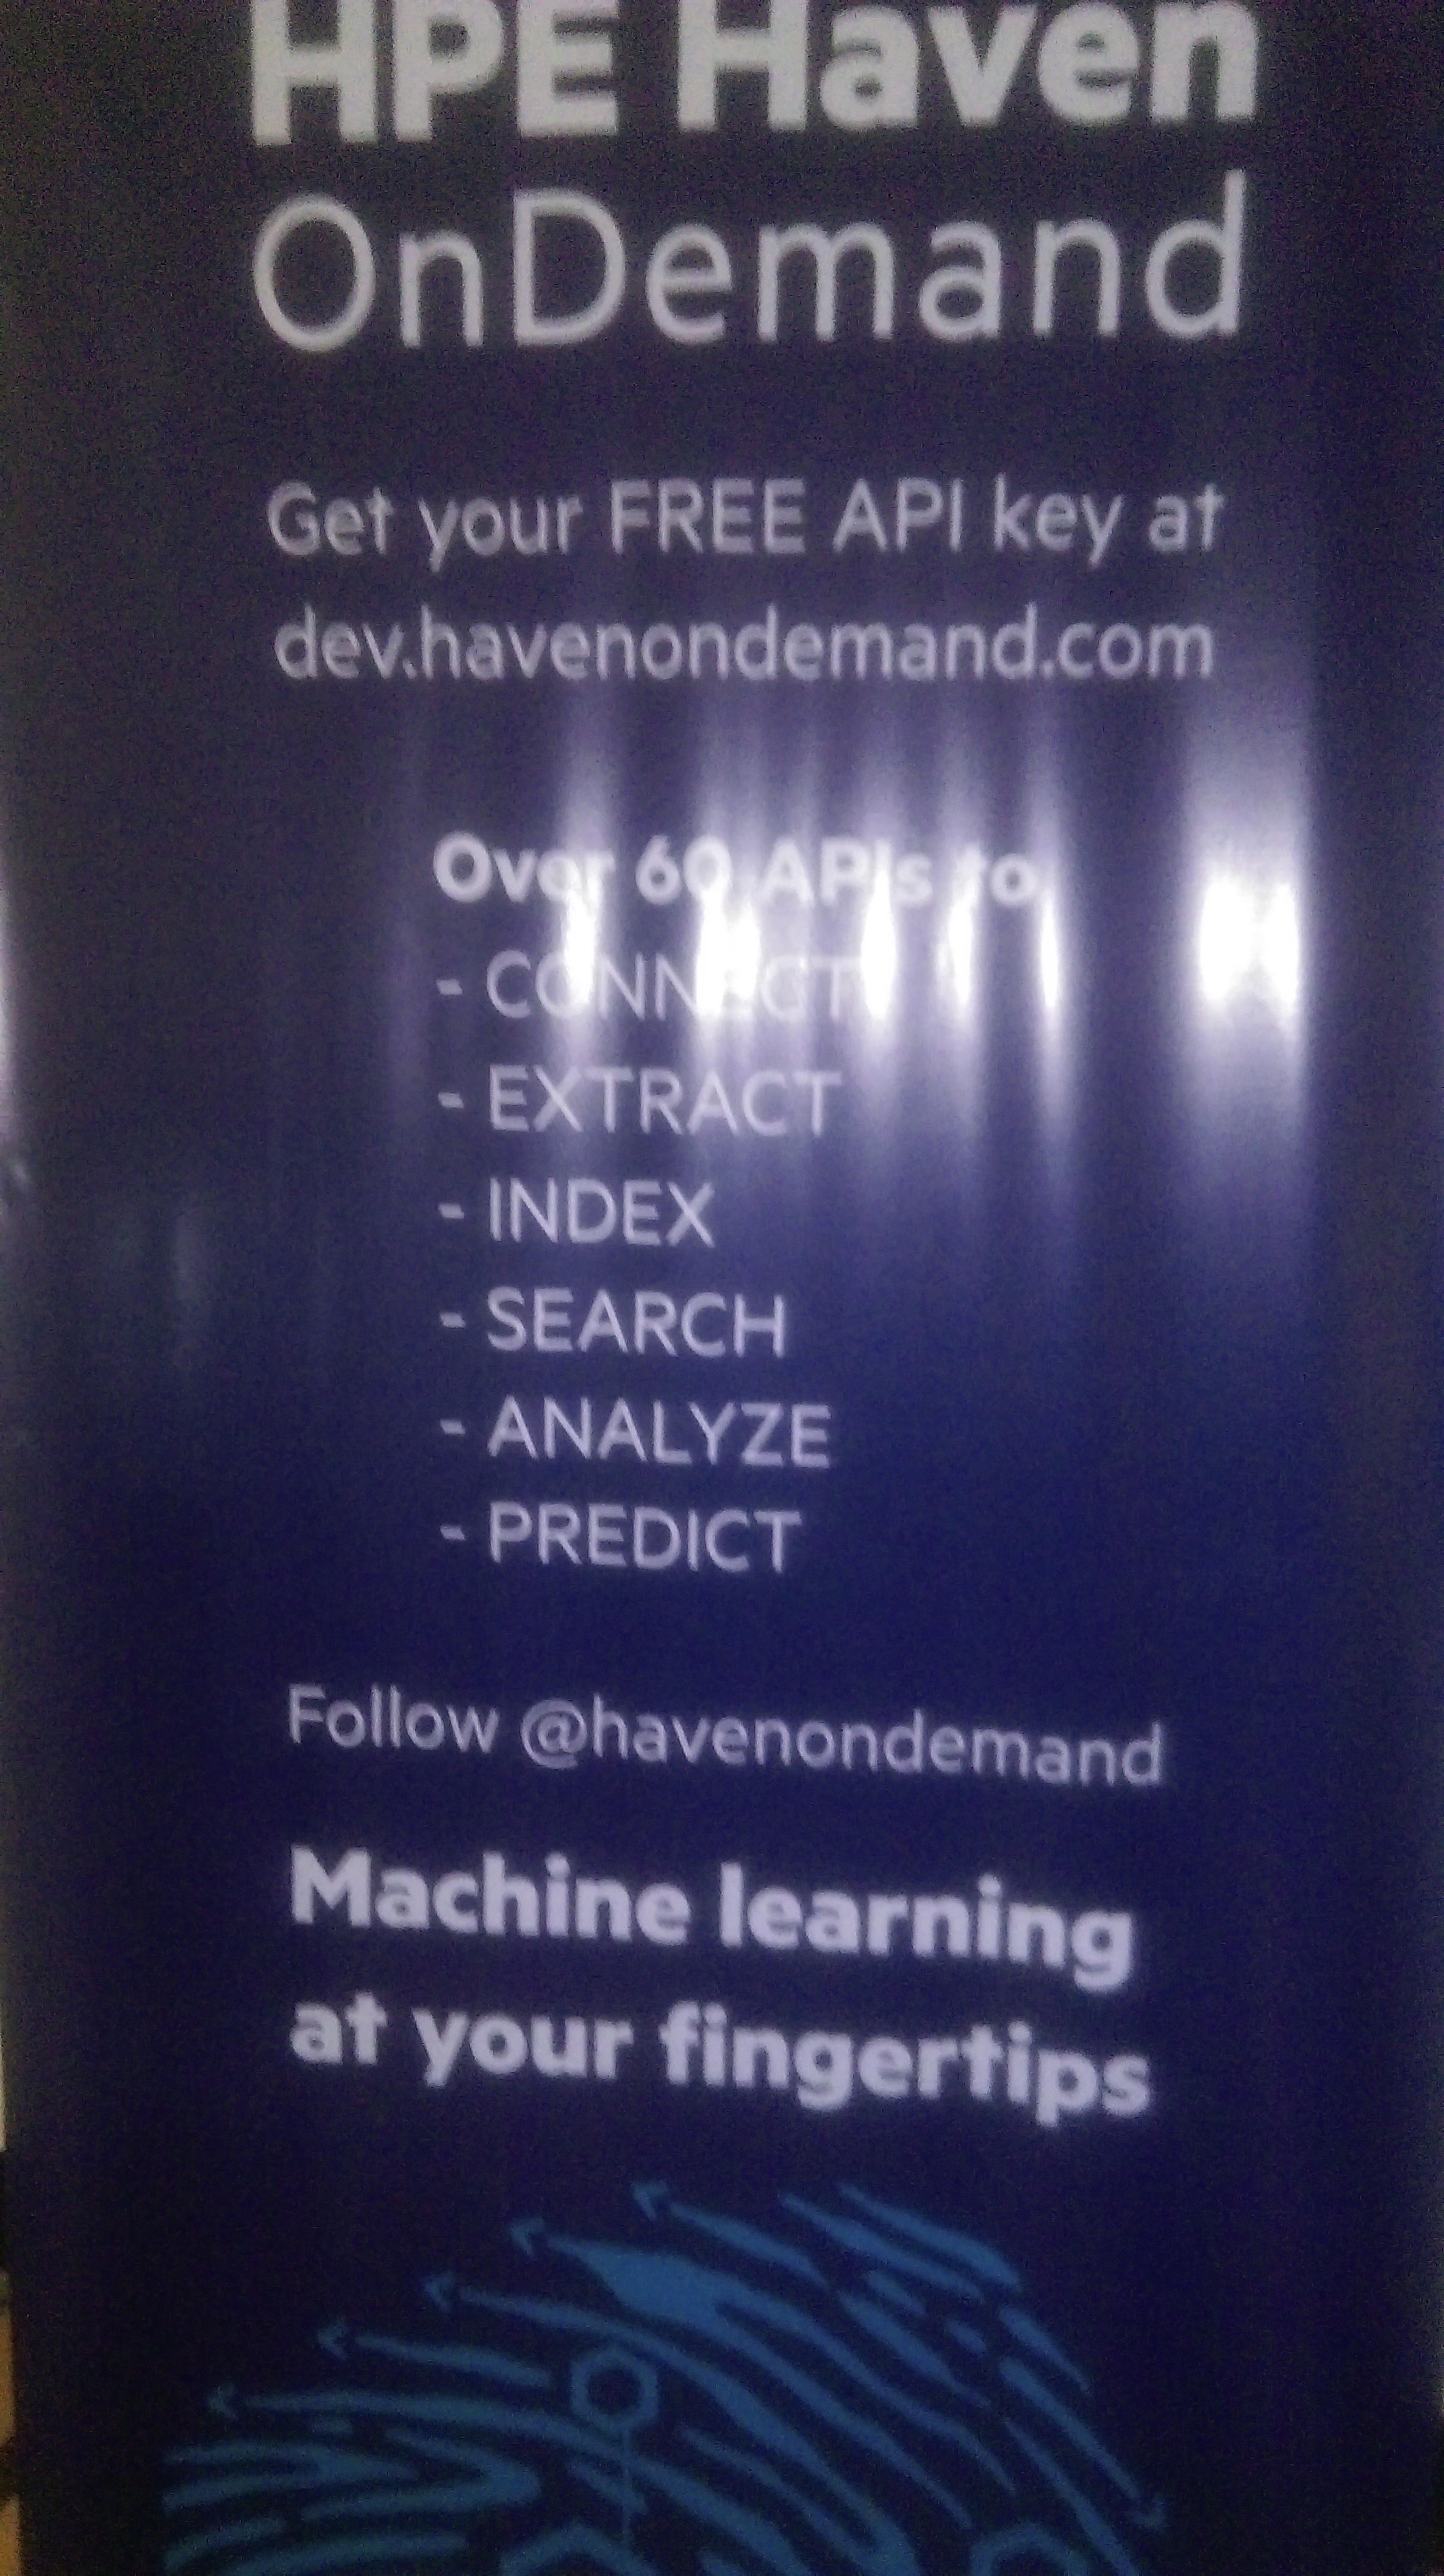 HPE Haven
OnDemand
Get your FREE API key at
dev.havenondemand.com
Over 60 APIs to
- CONNECT
- EXTRACT
- INDEX
- SEARCH
- ANALYZE
- PREDICT
Follow @havenondemand
Machine learning
at your fingertips